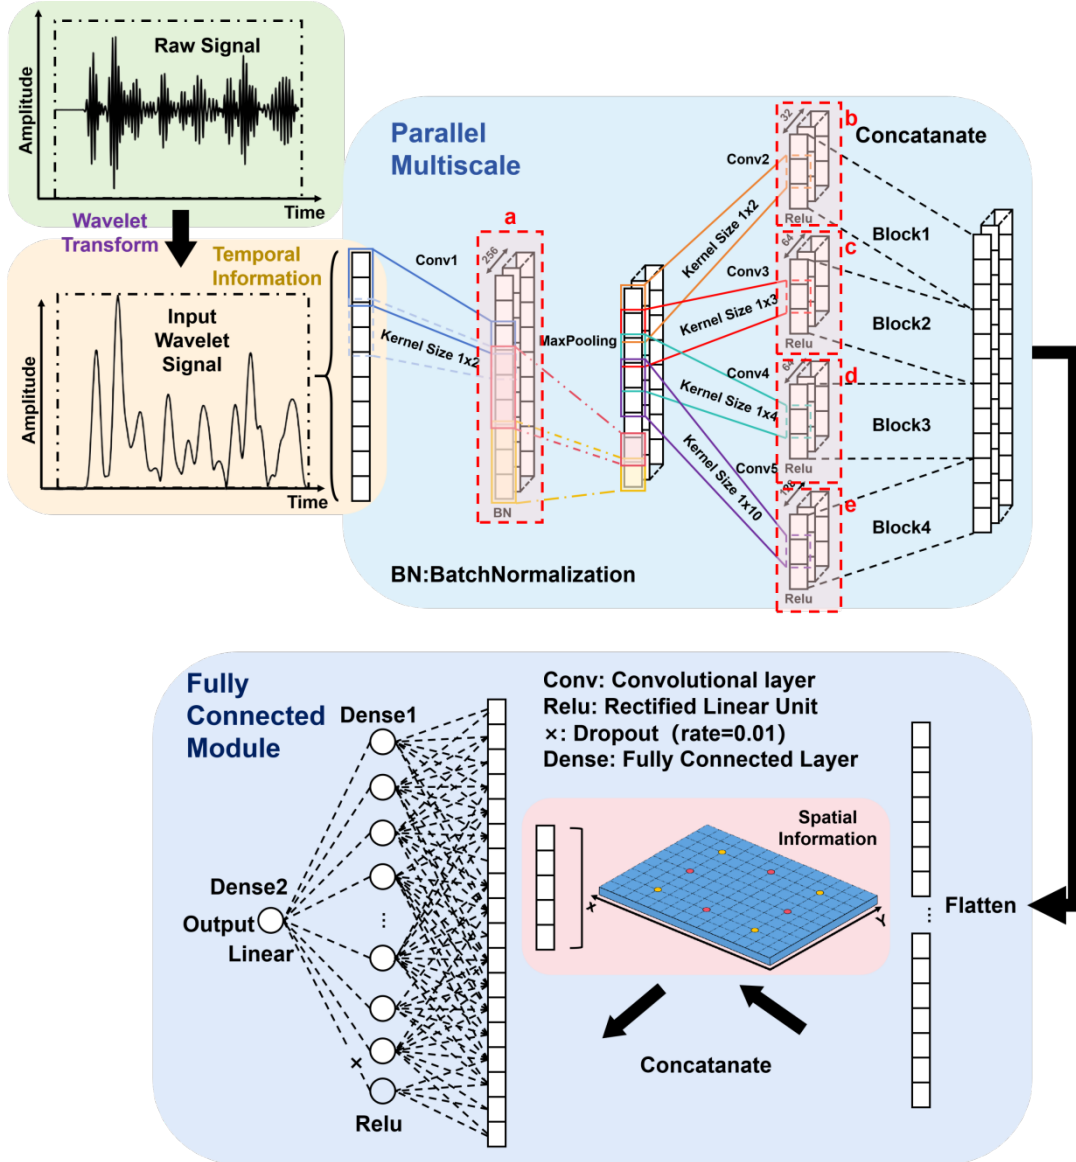 Raw Signal
Amplitude
Time
Wavelet
Transform
Temporal
Information
Input
Wavelet
Signal
Amplitude
Time
Parallel
Multiscale
a
Conv1
256
Kernel Size 1x2
BN
MaxPooling
BN:BatchNormalization
Conv2
Kernel Size 1x2
Conv3
Kernel Size 1x3
Conv4
Kernel Size 1x4
Conv5
Kernel Size 1x10
32
b
Relu
64
c
Relu
64
d
Relu
128
e
Relu
Concatanate
Block1
Block2
Block3
Block4
Fully
Connected
Module
Dense1
Dense2
Output
Linear
...
×
Relu
Conv: Convolutional layer
Relu: Rectified Linear Unit
×: Dropout（rate=0.01）
Dense: Fully Connected Layer
Spatial
Information
X
Y
Concatanate
...
Flatten